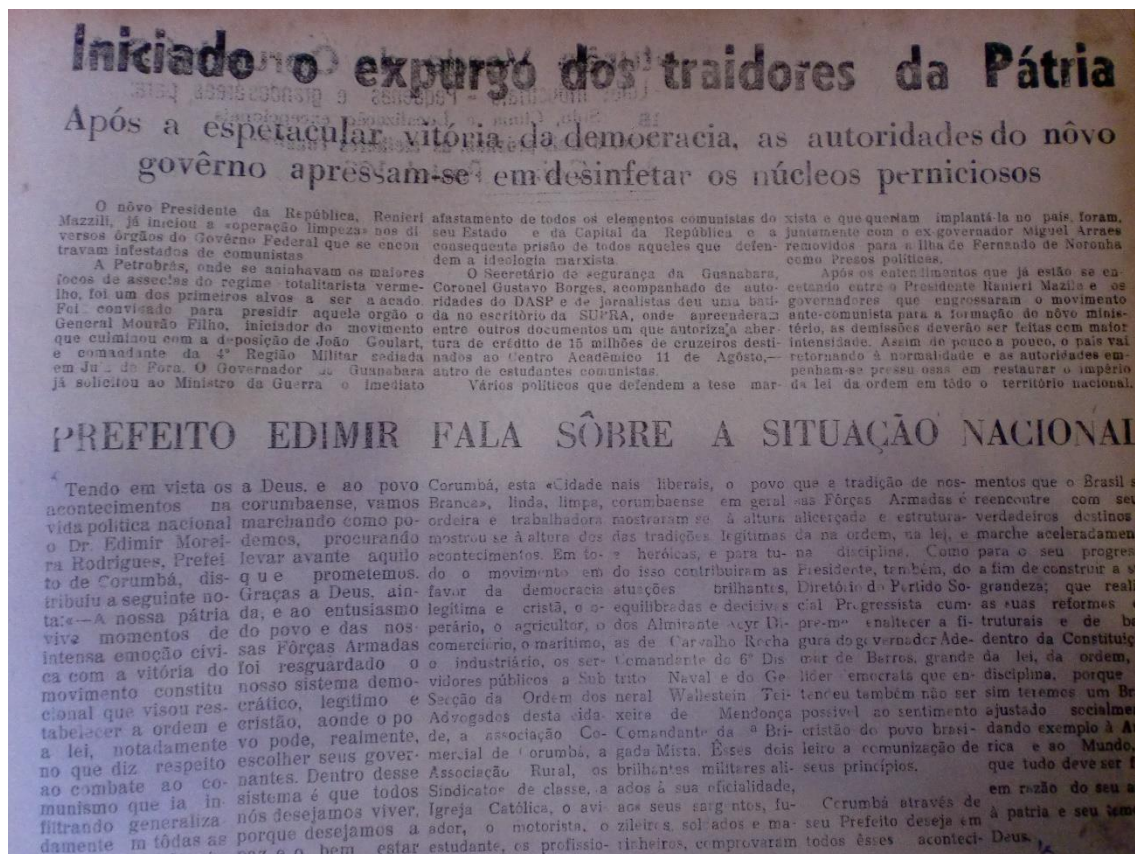 Iniciado o expurgo dos traidores da Pátria
Após a espetacular vitória da democracia, as autoridades do nôvo
govêrno apressam-se em desinfetar os núcleos perniciosos
O nôvo Presidente da República, Renieri
Mazzili, já iniciou a «operação limpeza» nos di
versos órgãos do Govêrno Federal que se encon
travam infestados de comunistas
A Petrobrás, onde se aninhavam os maiores
focos de asseclas do regime totalitarista verme-
lho, foi um dos primeiros alvos a ser a acado.
Foi convidado para presidir aquele orgão o
General Mourão Filho, iniciador do movimento
que culminou com a deposição de João Goulart,
e comandante da 4ª Região Militar sediada
em Ju de Fora. O Governador Guanabara
já solicitou ao Ministro da Guerra o imediato
afastamento de todos os elementos comunistas do
seu Estado e da Capital da República e a
consequente prisão de todos aqueles que defen-
dem a ideologia marxista.
O Secretário de segurança da Guanabara,
Coronel Gustavo Borges, acompanhado de auto-
ridades do DASP e de jornalistas deu uma bati-
da no escritório da SUPRA, onde apreenderam
entre outros documentos um que autoriza a aber-
tura de crédito de 15 milhões de cruzeiros desti-
nados ao Centro Acadêmico 11 de Agôsto,—
antro de estudantes comunistas.
Vários políticos que defendem a tese mar-
xista e que queriam implantá-la no país, foram,
juntamente com o ex-governador Miguel Arraes
removidos para a Ilha de Fernando de Noronha
como Presos políticas.
Após os entendimentos que já estão se en-
cetando entre o Presidente Ranieri Mazile e os
governadores que engrossaram o movimento
ante-comunista para a formação do nôvo minis-
tério, as demissões deverão ser feitas com maior
intensidade. Assim de pouco a pouco, o país vai
retornando à normalidade e as autoridades em-
penham-se pressu osas em restaurar o império
da lei da ordem em tôdo o território nacional.
PREFEITO EDIMIR FALA SÔBRE A SITUAÇÃO NACIONAL
Tendo em vista os
acontecimentos na
vida política nacional
o Dr. Edimir Morei-
ra Rodrigues, Prefei
to de Corumbá, dis-
tribuiu a seguinte no-
ta:—A nossa pátria
vive momentos de
intensa emoção cívi-
ca com a vitória do
movimento constitu
cional que visou res-
tabelecer a ordem e
a lei, notadamente
no que diz respeito
ao combate ao co-
munismo que ia in-
filtrando generaliza-
damente m tôdas as
a Deus, e ao povo
corumbaense, vamos
marchando como po-
demos, procurando
levar avante aquilo
que prometemos.
Graças a Deus, ain-
da, e ao entusiasmo
do povo e das nos-
sas Fôrças Armadas
foi resguardado o
nosso sistema demo-
crático, legítimo e
cristão, aonde o po
vo pode, realmente,
escolher seus gover-
nantes. Dentro desse
sistema é que todos
nós desejamos viver,
porque desejamos a
paz e o bem estar
Corumbá, esta «Cidade
Branca», linda, limpa,
ordeira e trabalhadora
mostrou se à altura dos
acontecimentos. Em to-
do o movimento em
favor da democracia
legítima e cristã, o o-
perário, o agricultor, o
comerciário, o marítimo,
o industriário, os ser-
vidores públicos a Sub
Secção da Ordem dos
Advogados desta cida-
de, a associação Co-
mercial de Corumbá, a
Associação Rural, os
Sindicatos de classe, a
Igreja Católica, o avi
ador, o motorista, o
estudante, os profissio-
nais liberais, o povo
corumbaense em geral
mostraram se à altura
das tradições legítimas
e heróicas, e para tu-
do isso contribuiram as
atuações brilhantes,
equilibradas e decisivas
dos Almirante Acyr Di-
as de Carvalho Rocha
Comandante do 6º Dis
trito Naval e do Ge
neral Wallestein Tei-
xeira de Mendonça
Comandante da ª Bri-
gada Mista. Esses dois
brilhantes militares ali-
ados à sua oficialidade,
aos seus sargentos, fu-
zileiros, soldados e ma-
rinheiros, comprovaram
que a tradição de nos-
sas Fôrças Armadas é
alicerçada e estrutura-
da na ordem, na lei, e
na disciplina. Como
Presidente, também, do
Diretório do Partido So-
cial Progressista cum-
pre-me enaltecer a fi-
gura do governador Ade-
mar de Barros, grande
líder democrata que en-
tendeu também não ser
possível ao sentimento
cristão do povo brasi-
leiro a comunização de
seus princípios.
Corumbá através de
seu Prefeito deseja em
todos êsses aconteci-
mentos que o Brasil s
reencontre com seu
verdadeiros destinos
marche aceleradamen
para o seu progres
a fim de construir a s
grandeza; que reali
as suas reformes e
truturais e de ba
dentro da Constituiç
da lei, da ordem,
disciplina, porque
sim teremos um Br
ajustado socialmen
dando exemplo à A
rica e ao Mundo,
que tudo deve ser f
em razão do seu a
à patria e seu teme
Deus.